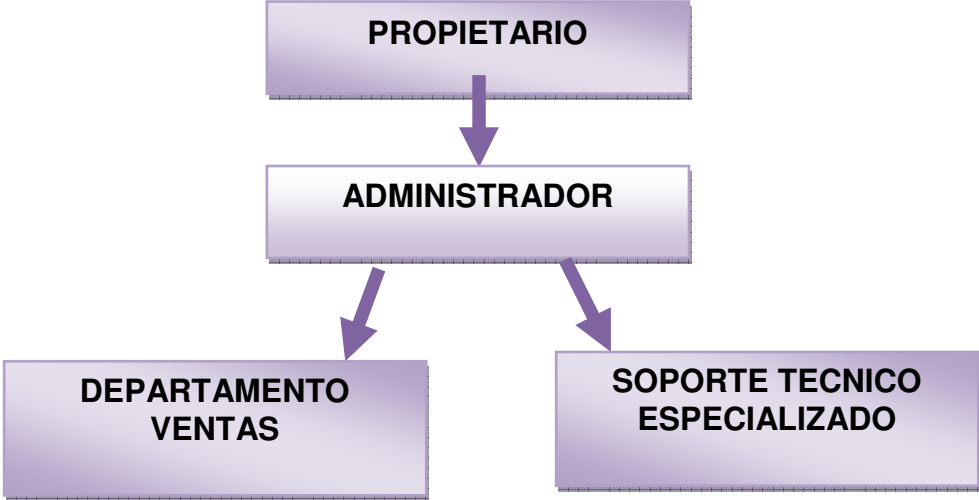 PROPIETARIO
ADMINISTRADOR
DEPARTAMENTO
VENTAS
SOPORTE TECNICO
ESPECIALIZADO